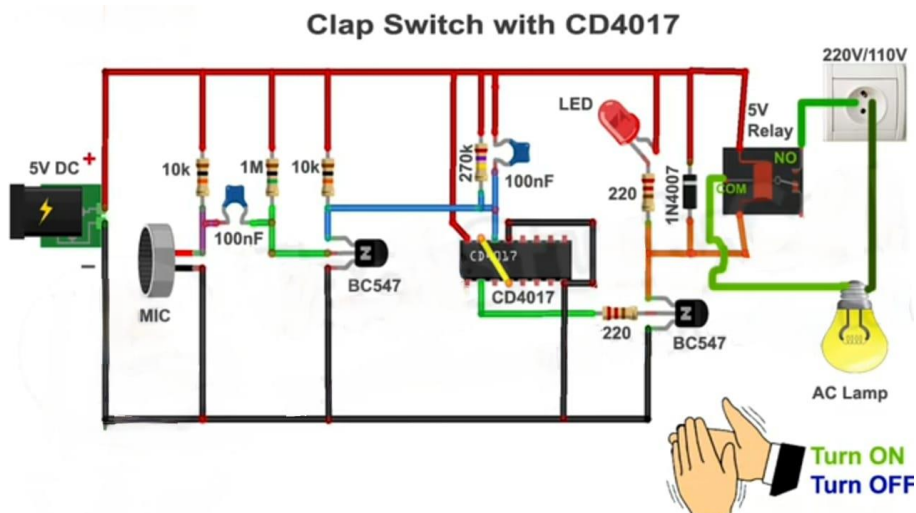 Clap Switch with CD4017
220V/110V
LED
5V
Relay
5V DC +
10k
1M
10k
270k
100nF
220
1N4007
NO
COM
100nF
CD4017
MIC
BC547
CD4017
220
BC547
–
AC Lamp
Turn ON
Turn OFF
N
N